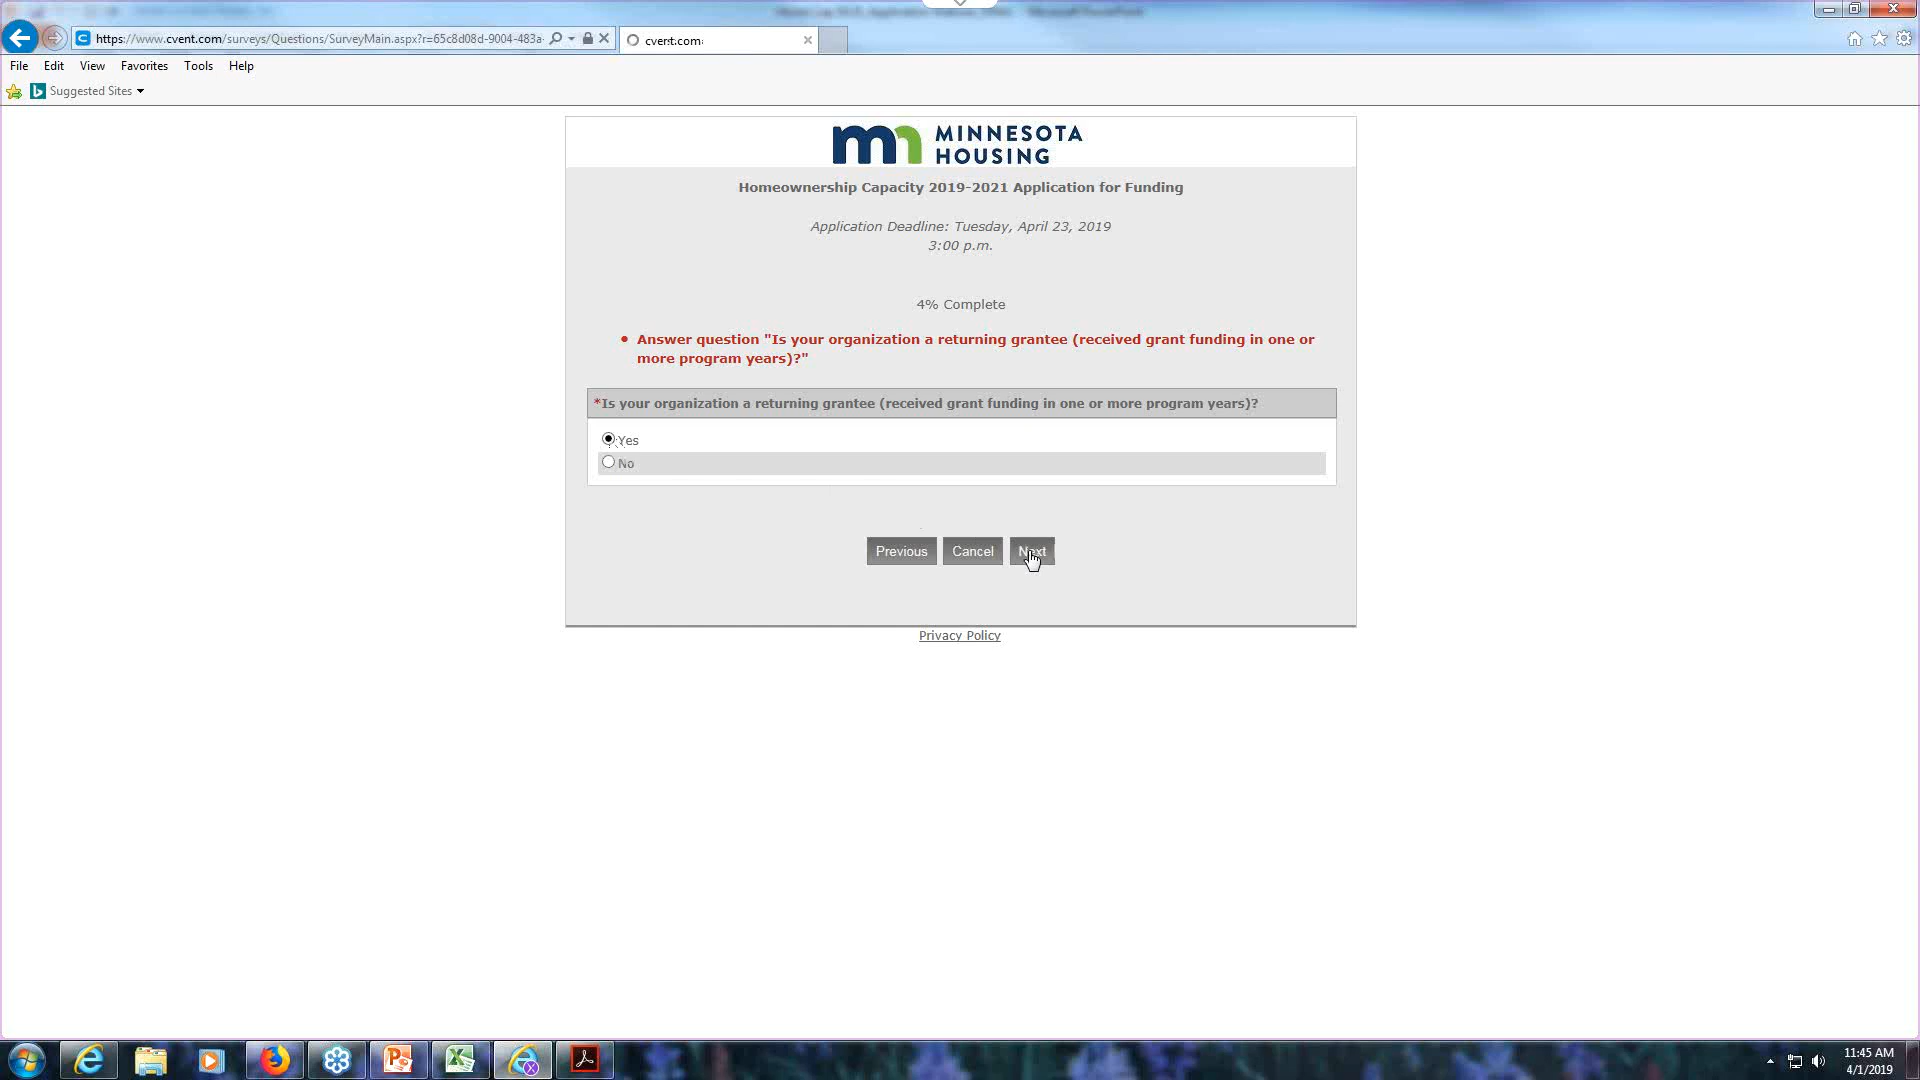 https://www.cvent.com/surveys/Questions/SurveyMain.aspx?r=65c8d08d-9004-483a-
cvent.com
File Edit View Favorites Tools Help
Suggested Sites
MINNESOTA
HOUSING
Homeownership Capacity 2019-2021 Application for Funding
Application Deadline: Tuesday, April 23, 2019
3:00 p.m.
4% Complete
• Answer question "Is your organization a returning grantee (received grant funding in one or
more program years)?"
*Is your organization a returning grantee (received grant funding in one or more program years)?
Yes
No
Previous Cancel Next
Privacy Policy
11:45 AM
4/1/2019